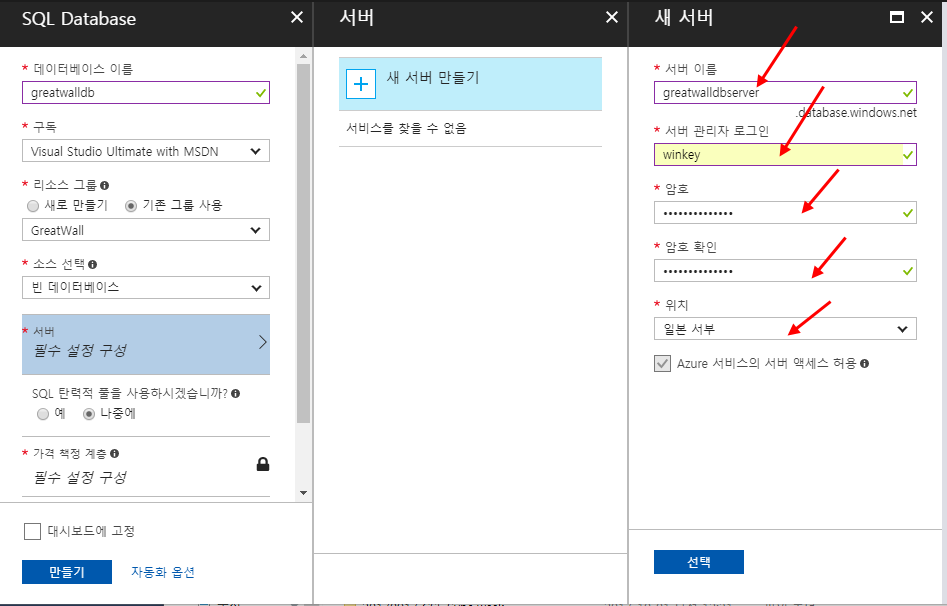 SQL Database
* 데이터베이스 이름
greatwalldb
* 구독
Visual Studio Ultimate with MSDN
* 리소스 그룹
새로 만들기 기존 그룹 사용
GreatWall
* 소스 선택
빈 데이터베이스
* 서버
필수 설정 구성
SQL 탄력적 풀을 사용하시겠습니까?
예 나중에
* 가격 책정 계층
필수 설정 구성
대시보드에 고정
만들기 자동화 옵션
서버
새 서버 만들기
서비스를 찾을 수 없음
새 서버
* 서버 이름
greatwalldbserver
.database.windows.net
* 서버 관리자 로그인
winkey
* 암호
••••••••••••••
* 암호 확인
••••••••••••••
* 위치
일본 서부
Azure 서비스의 서버 액세스 허용
선택